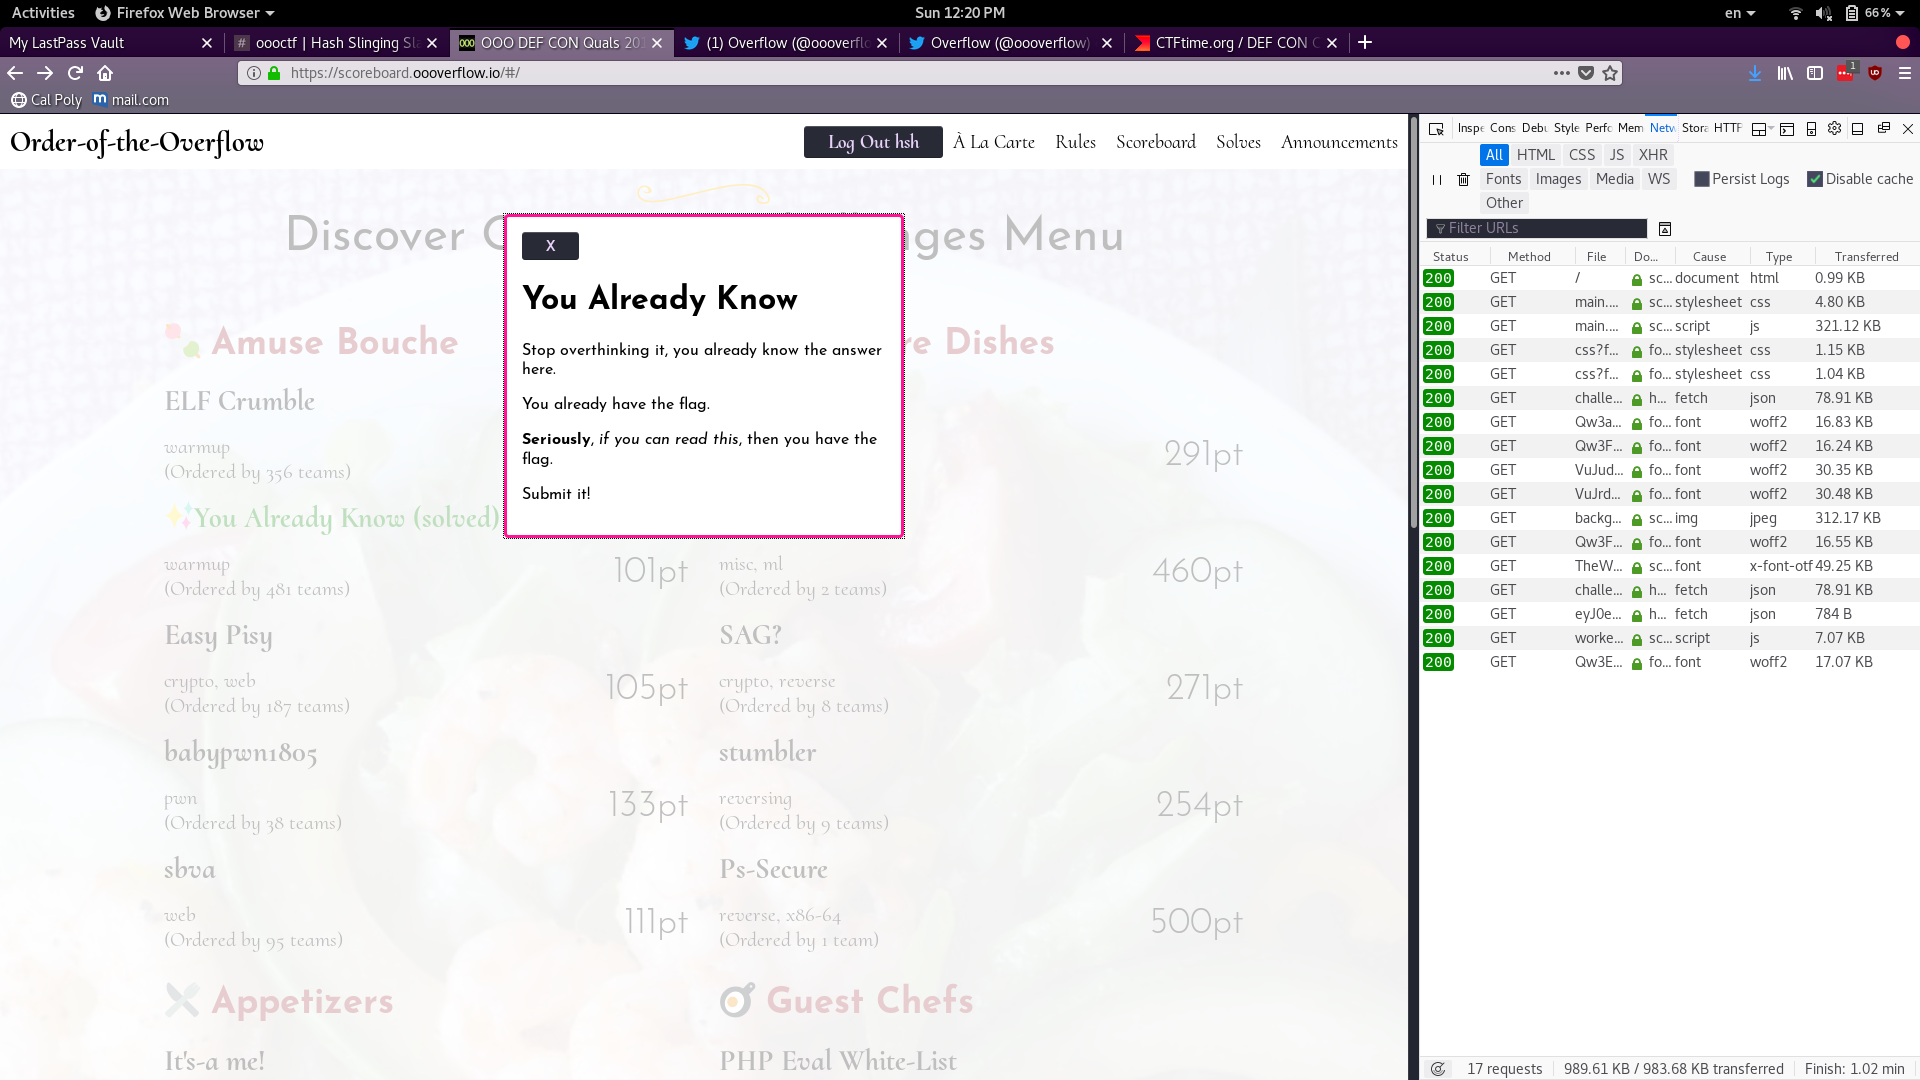 Activities
Firefox Web Browser
Sun 12:20 PM
en
66 %
My LastPass Vault
oooctf | Hash Slinging Sla
OOO DEF CON Quals 20
(1) Overflow (@oooverflo
Overflow (@oooverflow)
CTFtime.org / DEF CON C
https://scoreboard.oooverflow.io/#/
1
Cal Poly
mail.com
Order-of-the-Overflow
Log Out hsh
À La Carte
Rules
Scoreboard
Solves
Announcements
Discover
nges Menu
X
You Already Know
Stop overthinking it, you already know the answer
here.
You already have the flag.
Seriously, if you can read this, then you have the
flag.
Submit it!
Amuse Bouche
ELF Crumble
warmup
(Ordered by 356 teams)
You Already Know (solved)
warmup
(Ordered by 481 teams)
101pt
Easy Pisy
crypto, web
(Ordered by 187 teams)
105pt
babypwn1805
pwn
(Ordered by 38 teams)
133pt
sbva
web
(Ordered by 95 teams)
111pt
Appetizers
It's-a me!
re Dishes
291pt
misc, ml
(Ordered by 2 teams)
460pt
SAG?
crypto, reverse
(Ordered by 8 teams)
271pt
stumbler
reversing
(Ordered by 9 teams)
254pt
Ps-Secure
reverse, x86-64
(Ordered by 1 team)
500pt
Guest Chefs
PHP Eval White-List
Inspe Cons Debu Style Perfo Mem Netw Stora HTTP
All HTML CSS JS XHR
Fonts Images Media WS
Other
Persist Logs
Disable cache
Filter URLs
Status Method File Do... Cause Type Transferred
200 GET / sc... document html 0.99 KB
200 GET main.... sc... stylesheet css 4.80 KB
200 GET main.... sc... script js 321.12 KB
200 GET css?f... fo... stylesheet css 1.15 KB
200 GET css?f... fo... stylesheet css 1.04 KB
200 GET challe... h... fetch json 78.91 KB
200 GET Qw3a... fo... font woff2 16.83 KB
200 GET Qw3F... fo... font woff2 16.24 KB
200 GET VuJud... fo... font woff2 30.35 KB
200 GET VuJrd... fo... font woff2 30.48 KB
200 GET backg... sc... img jpeg 312.17 KB
200 GET Qw3F... fo... font woff2 16.55 KB
200 GET TheW... sc... font x-font-otf 49.25 KB
200 GET challe... h... fetch json 78.91 KB
200 GET eyJ0e... h... fetch json 784 B
200 GET worke... sc... script js 7.07 KB
200 GET Qw3E... fo... font woff2 17.07 KB
17 requests
989.61 KB / 983.68 KB transferred
Finish: 1.02 min